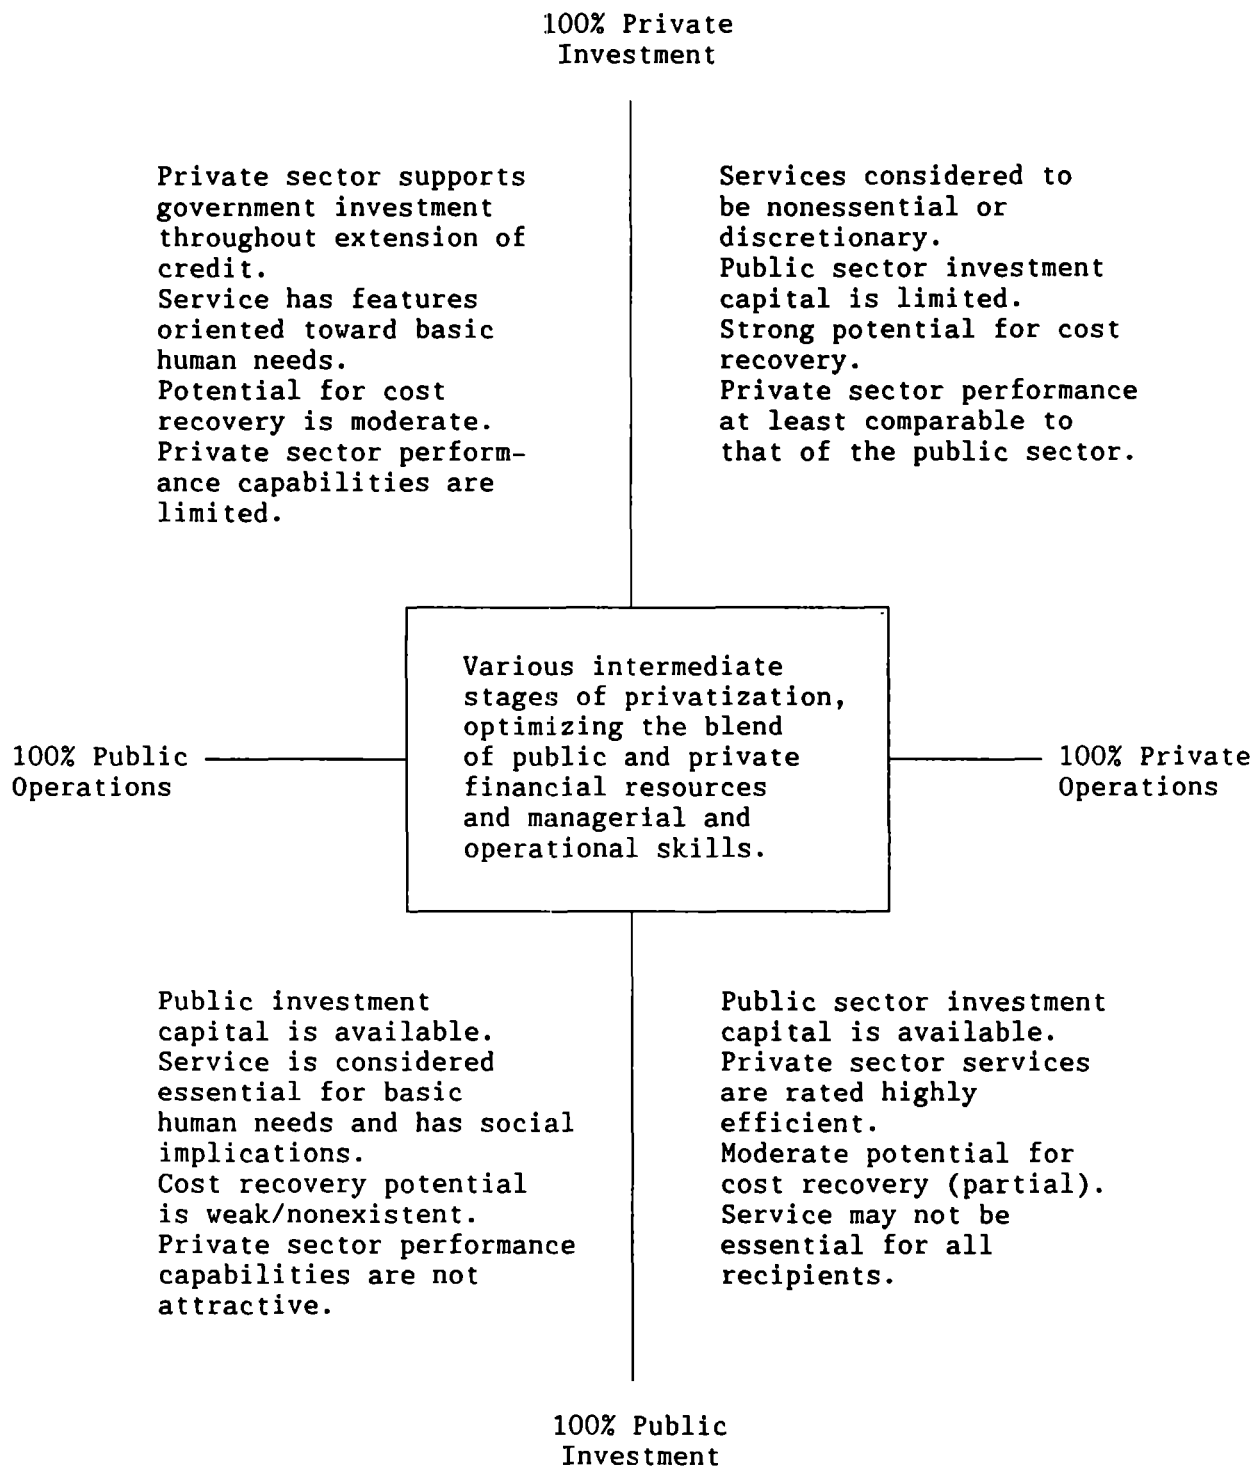 100% Private
Investment
Private sector supports
government investment
throughout extension of
credit.
Service has features
oriented toward basic
human needs.
Potential for cost
recovery is moderate.
Private sector perform-
ance capabilities are
limited.
Services considered to
be nonessential or
discretionary.
Public sector investment
capital is limited.
Strong potential for cost
recovery.
Private sector performance
at least comparable to
that of the public sector.
100% Public
Operations
Various intermediate
stages of privatization,
optimizing the blend
of public and private
financial resources
and managerial and
operational skills.
100% Private
Operations
Public investment
capital is available.
Service is considered
essential for basic
human needs and has social
implications.
Cost recovery potential
is weak/nonexistent.
Private sector performance
capabilities are not
attractive.
Public sector investment
capital is available.
Private sector services
are rated highly
efficient.
Moderate potential for
cost recovery (partial).
Service may not be
essential for all
recipients.
100% Public
Investment